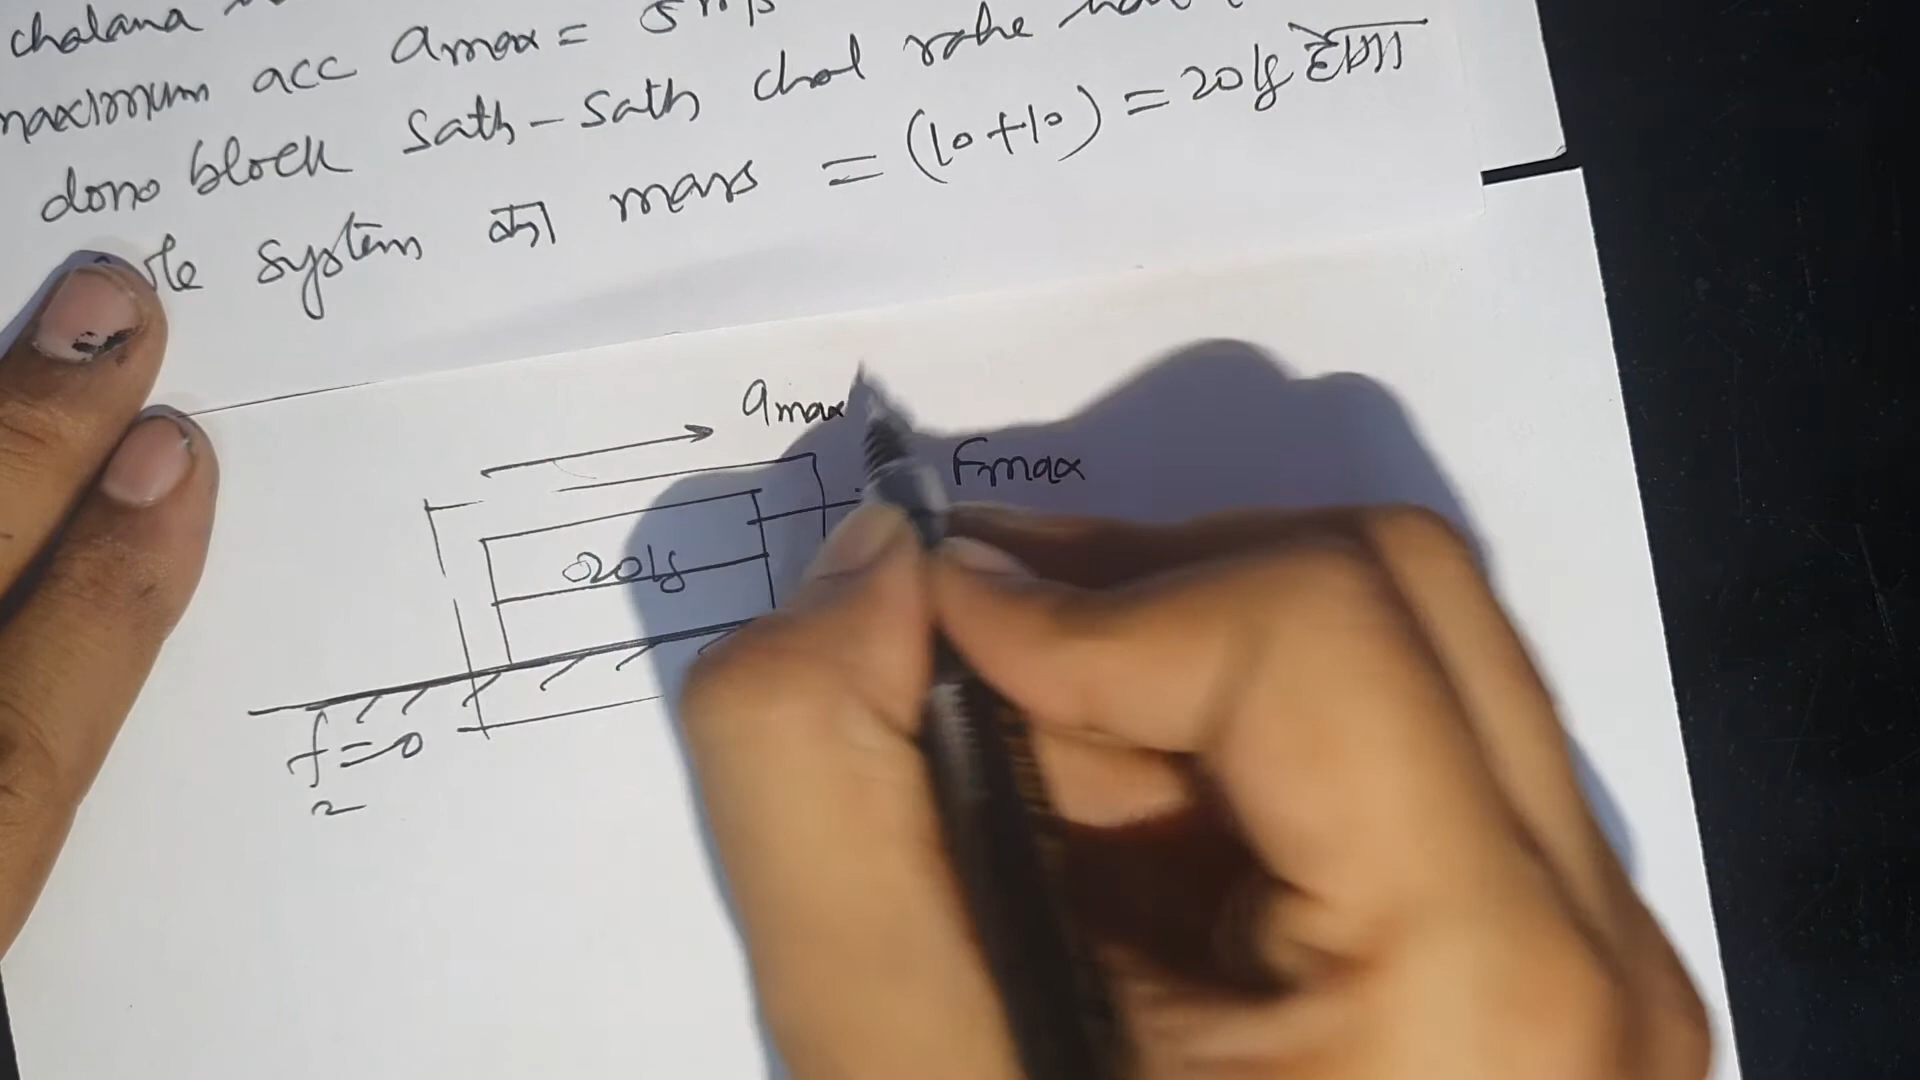 chalana
maximum acc amax = 5 m/s
dono block Sath-Sath chal rahe
system का mass = (10+10) = 20kg होगा
amax
Fmax
20kg
f=0